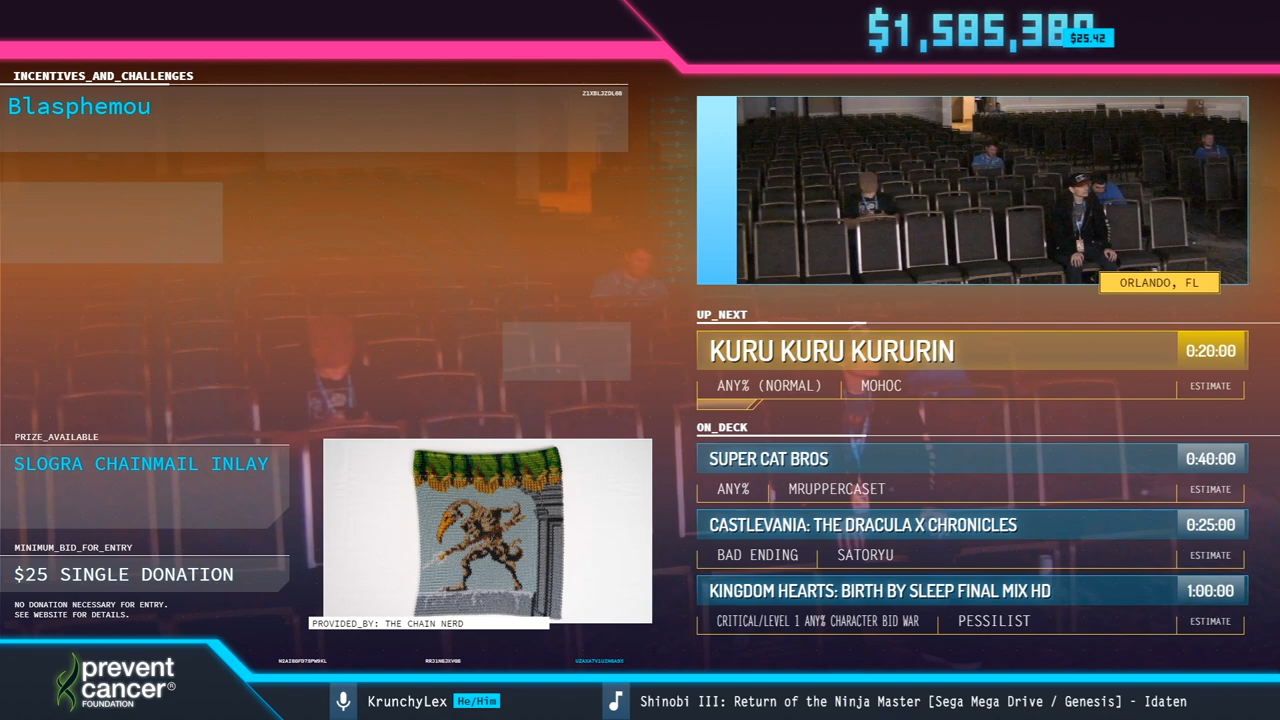 $1,585,38
$25.42
INCENTIVES_AND_CHALLENGES
Blasphemou
Z1XBLJZDL66
ORLANDO, FL
UP_NEXT
KURU KURU KURURIN 0:20:00
ANY% (NORMAL) MOHOC ESTIMATE
ON_DECK
SUPER CAT BROS 0:40:00
ANY% MRUPPERCASET ESTIMATE
CASTLEVANIA: THE DRACULA X CHRONICLES 0:25:00
BAD ENDING SATORYU ESTIMATE
KINGDOM HEARTS: BIRTH BY SLEEP FINAL MIX HD 1:00:00
CRITICAL/LEVEL 1 ANY% CHARACTER BID WAR PESSILIST ESTIMATE
PRIZE_AVAILABLE
SLOGRA CHAINMAIL INLAY
MINIMUM_BID_FOR_ENTRY
$25 SINGLE DONATION
NO DONATION NECESSARY FOR ENTRY.
SEE WEBSITE FOR DETAILS.
PROVIDED_BY: THE CHAIN NERD
prevent
cancer®
FOUNDATION
KrunchyLex He/Him
Shinobi III: Return of the Ninja Master [Sega Mega Drive / Genesis] - Idaten